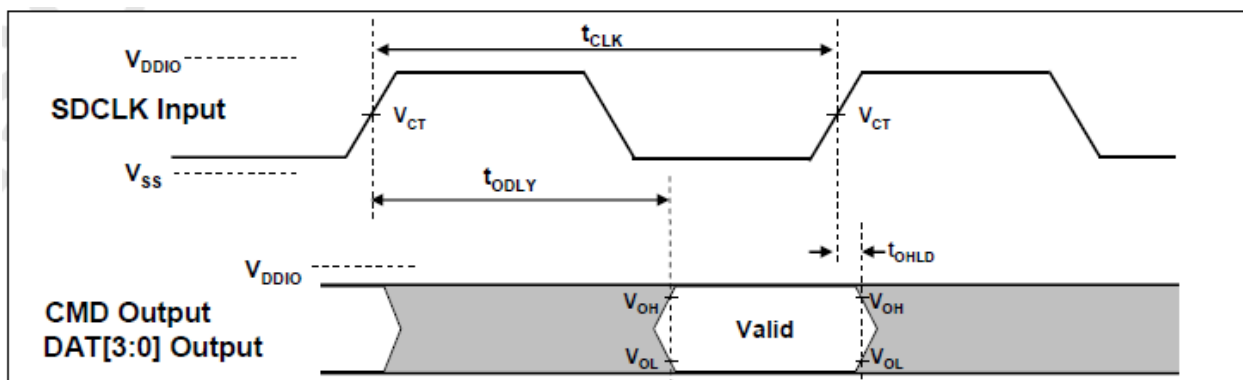 t_CLK
V_DDIO
SDCLK Input
V_CT
V_CT
V_SS
t_ODLY
t_OHLD
V_DDIO
CMD Output
V_OH
V_OH
Valid
DAT[3:0] Output
V_OL
V_OL